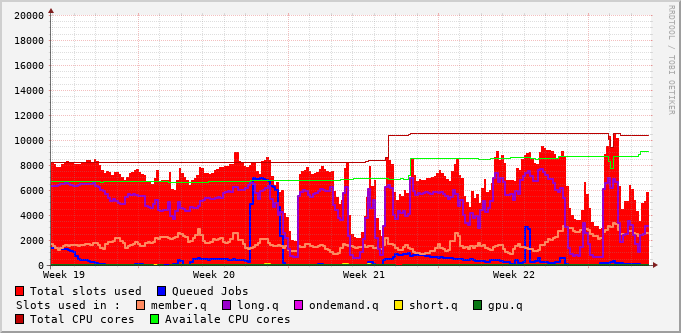 20000
18000
16000
14000
12000
10000
8000
6000
4000
2000
0
Week 19 Week 20 Week 21 Week 22
Total slots used Queued Jobs
Slots used in : member.q long.q ondemand.q short.q gpu.q
Total CPU cores Availale CPU cores
RRDTOOL / TOBI OETIKER